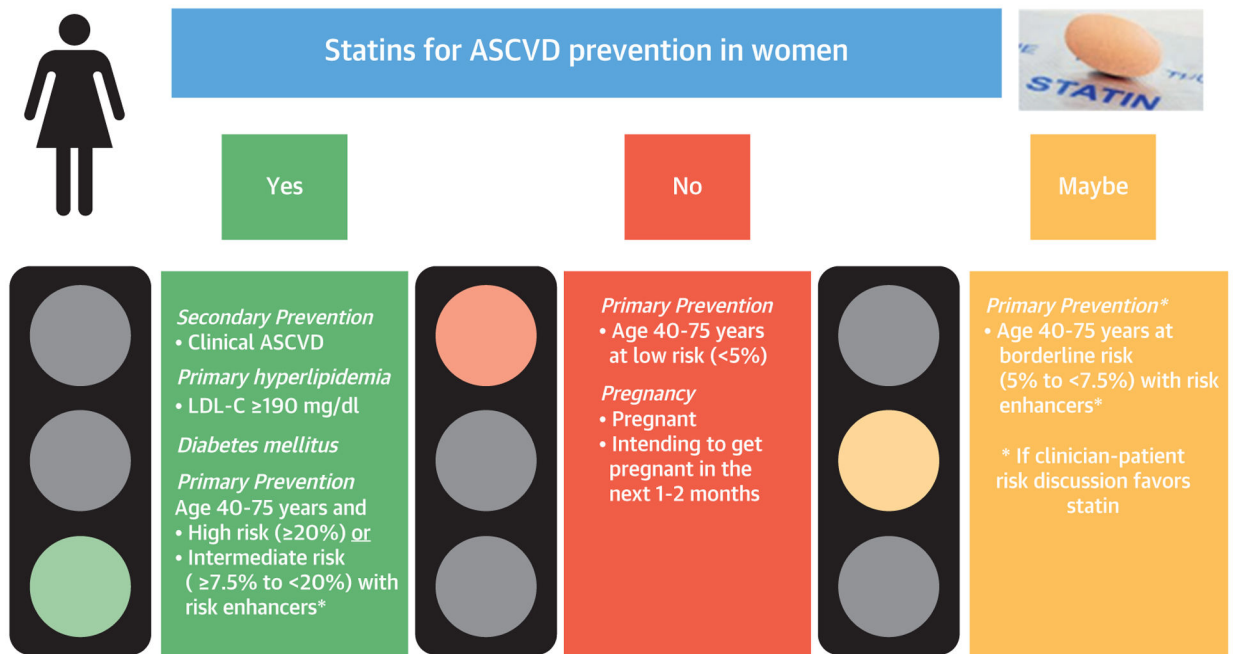 Statins for ASCVD prevention in women
STATIN
Yes
No
Maybe
Secondary Prevention
• Clinical ASCVD
Primary hyperlipidemia
• LDL-C ≥190 mg/dl
Diabetes mellitus
Primary Prevention
Age 40-75 years and
• High risk (≥20%) or
• Intermediate risk
( ≥7.5% to <20%) with
risk enhancers*
Primary Prevention
• Age 40-75 years
at low risk (<5%)
Pregnancy
• Pregnant
• Intending to get
pregnant in the
next 1-2 months
Primary Prevention*
• Age 40-75 years at
borderline risk
(5% to <7.5%) with risk
enhancers*
* If clinician-patient
risk discussion favors
statin